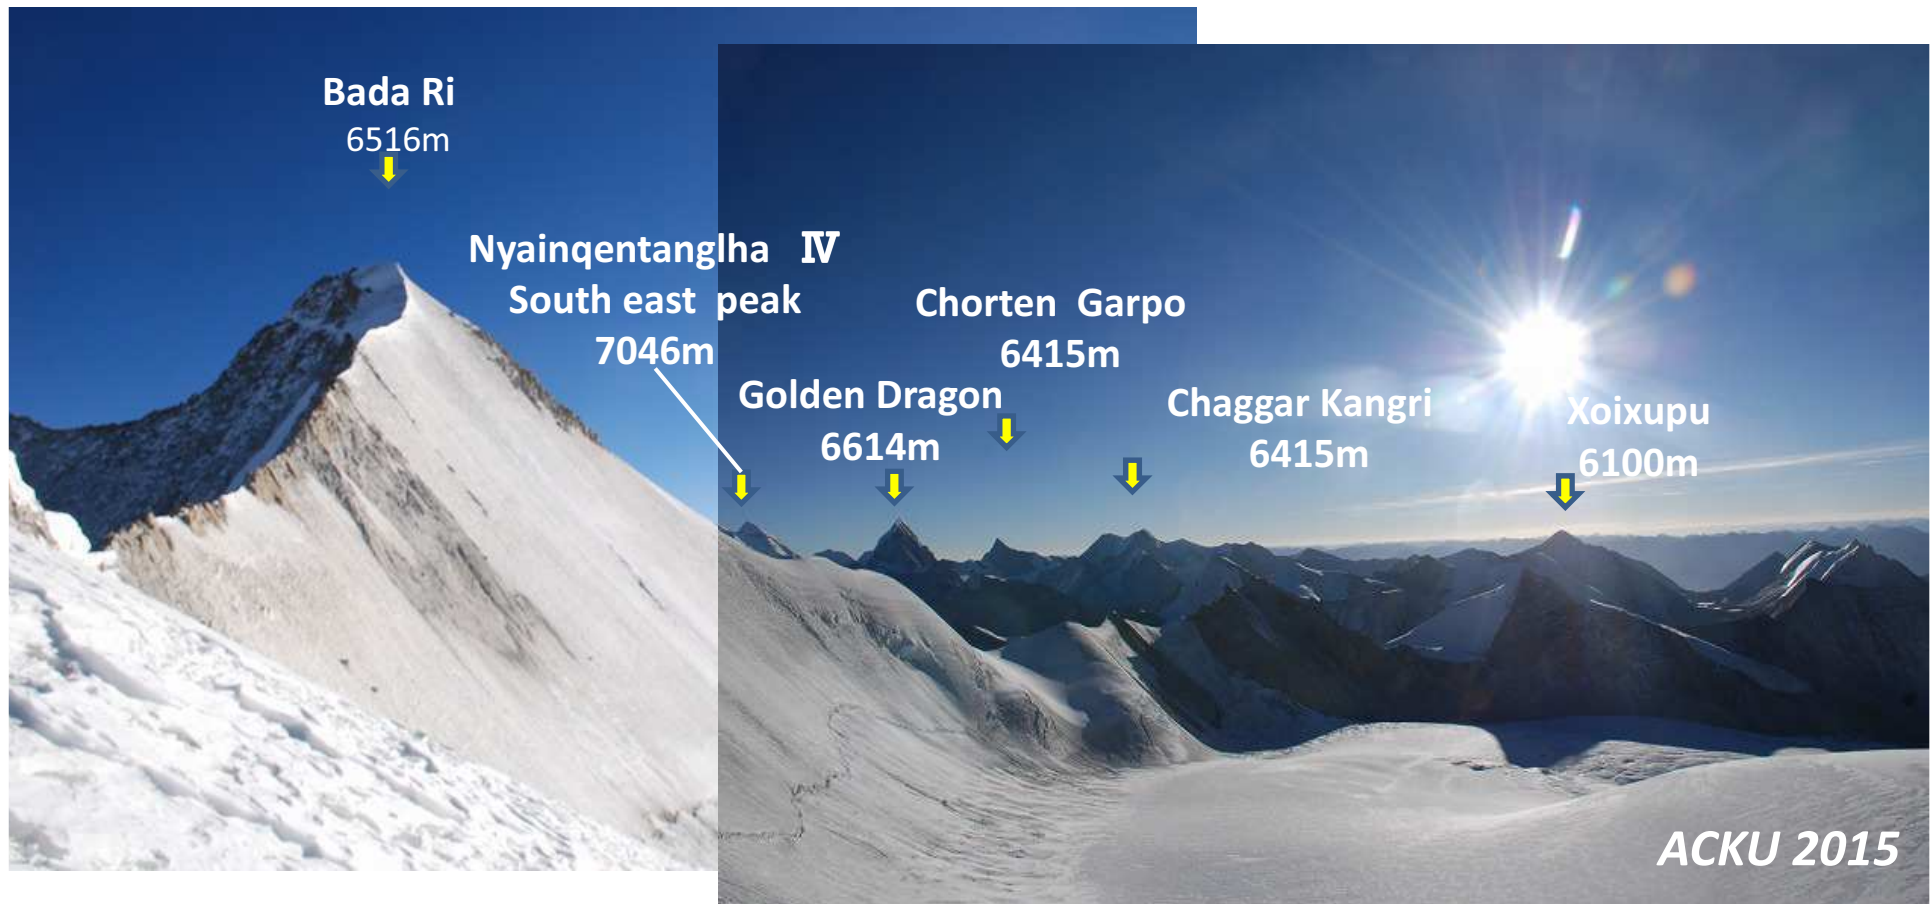 Bada Ri
6516m
Nyainqentanglha Ⅳ
South east peak
7046m
Chorten Garpo
6415m
Golden Dragon
6614m
Chaggar Kangri
6415m
Xoixupu
6100m
ACKU 2015